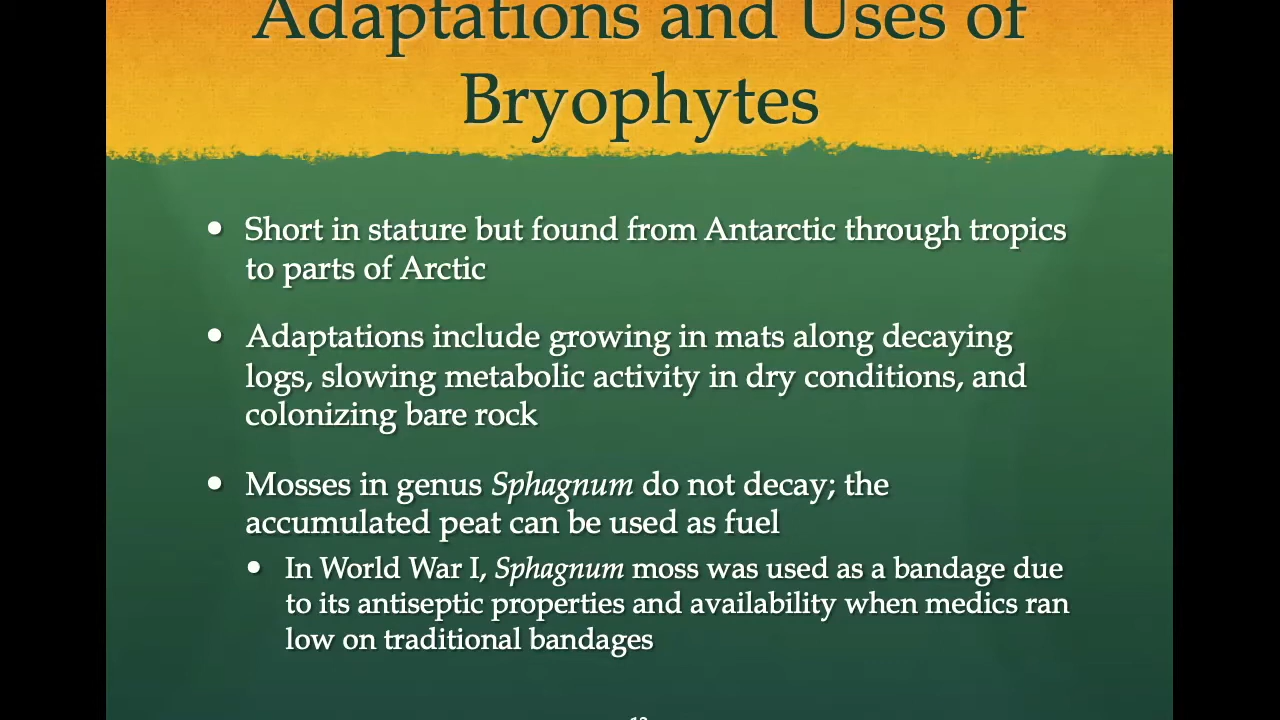 Adaptations and Uses of
Bryophytes
• Short in stature but found from Antarctic through tropics
to parts of Arctic
• Adaptations include growing in mats along decaying
logs, slowing metabolic activity in dry conditions, and
colonizing bare rock
• Mosses in genus Sphagnum do not decay; the
accumulated peat can be used as fuel
• In World War I, Sphagnum moss was used as a bandage due
to its antiseptic properties and availability when medics ran
low on traditional bandages